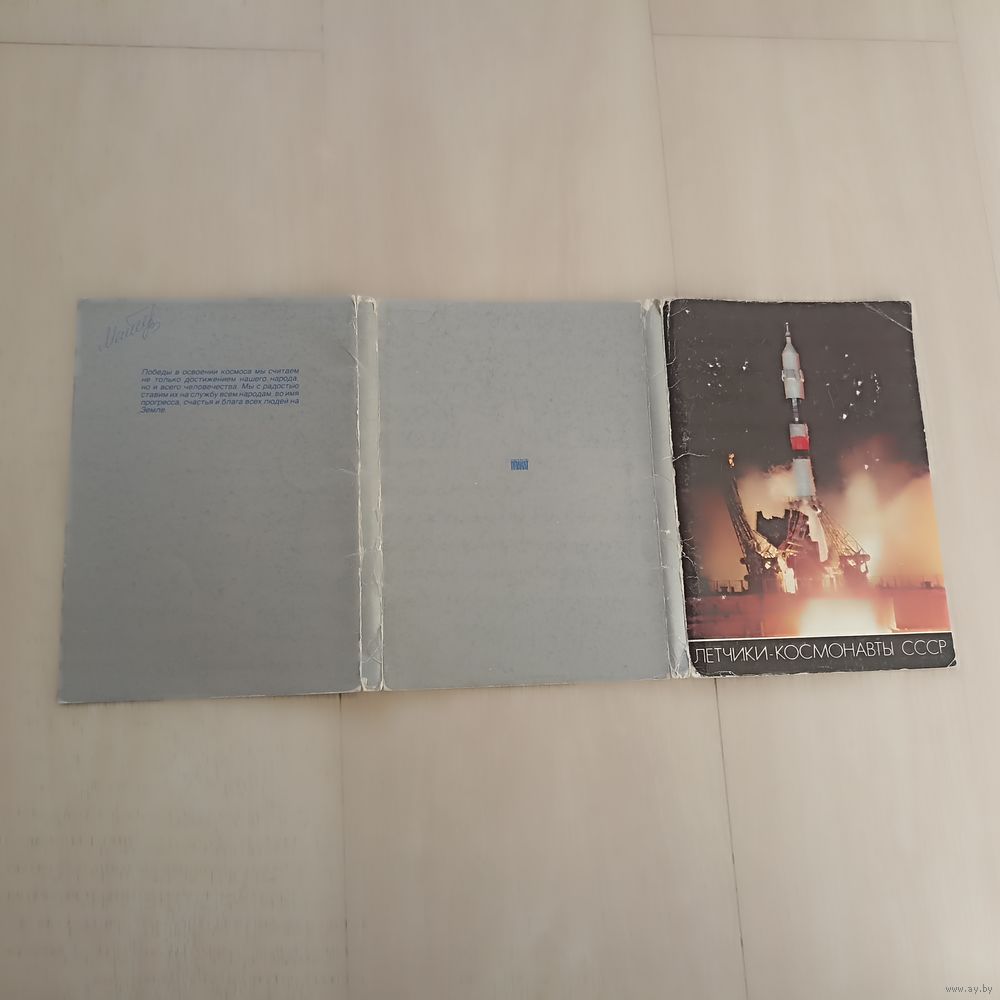 Победы в освоении космоса мы считаем
не только достижением нашего народа,
но и всего человечества. Мы с радостью
ставим их на службу всем народам, во имя
прогресса, счастья и блага всех людей на
Земле.
ПЛАКАТ
ЛЕТЧИКИ-КОСМОНАВТЫ СССР
www.ay.by